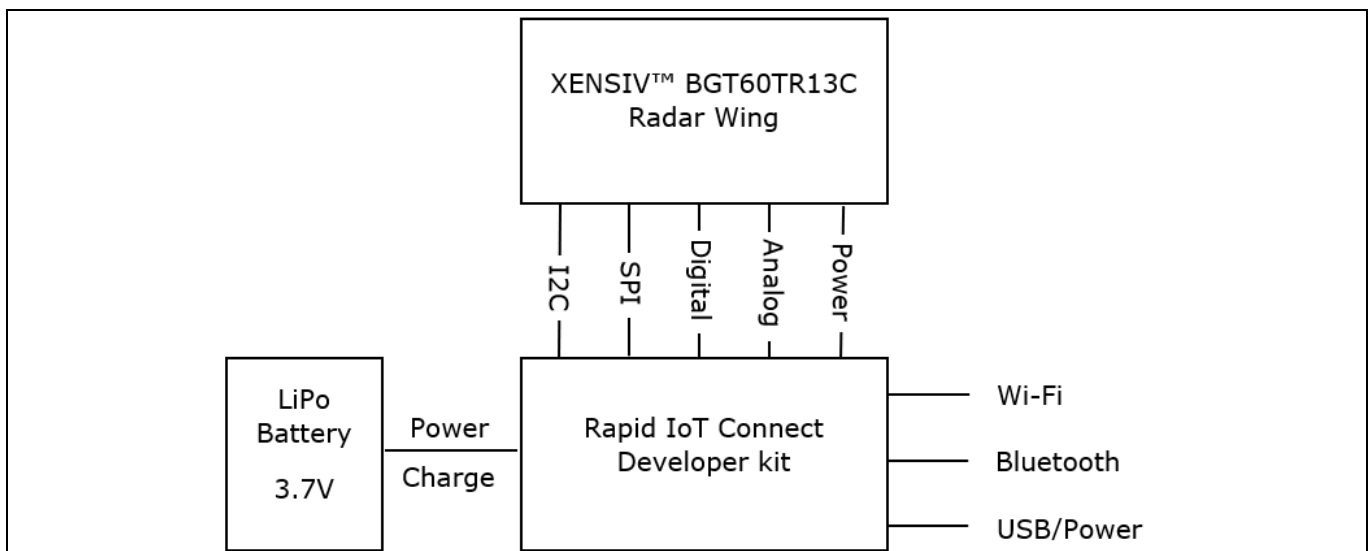 XENSIV™ BGT60TR13C
Radar Wing
I2C
SPI
Digital
Analog
Power
LiPo
Battery
3.7V
Power
Charge
Rapid IoT Connect
Developer kit
Wi-Fi
Bluetooth
USB/Power